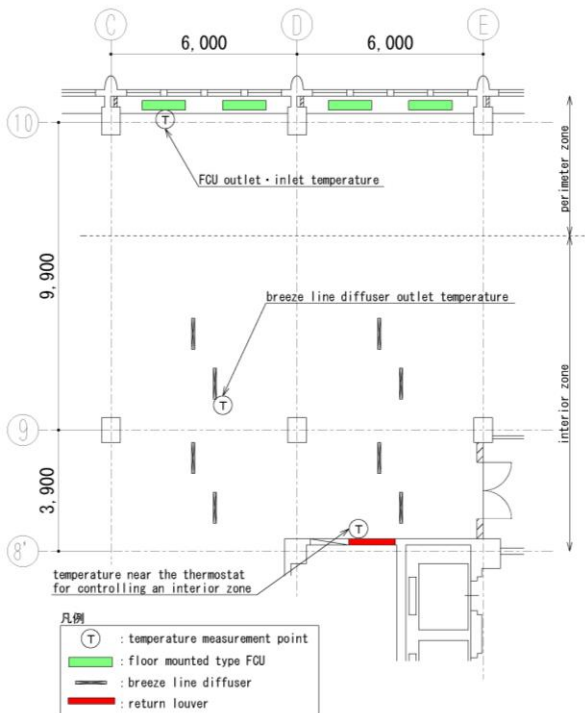 C D E
6,000 6,000
10
FCU outlet・inlet temperature
perimeter zone
9,900
breeze line diffuser outlet temperature
interior zone
9
3,900
8'
temperature near the thermostat
for controlling an interior zone
凡例
T : temperature measurement point
: floor mounted type FCU
: breeze line diffuser
: return louver
T
T
T